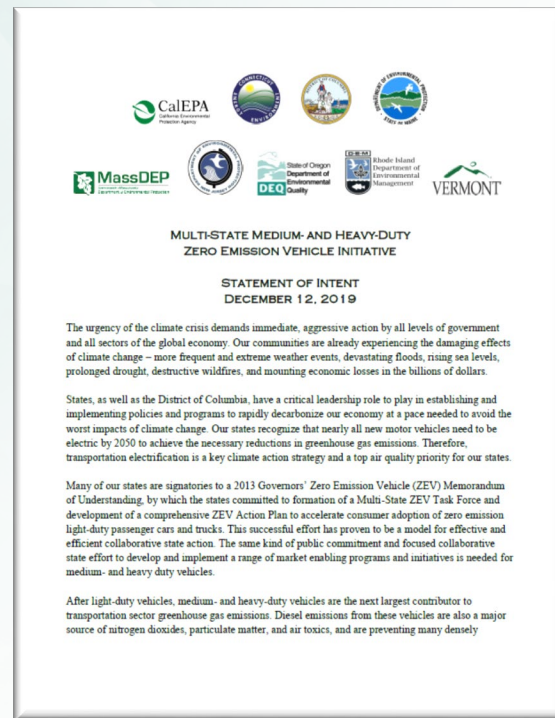 CalEPA
California Environmental
Protection Agency
MassDEP
State of Oregon
Department of
Environmental
Quality
DEQ
DEM
Rhode Island
Department of
Environmental
Management
VERMONT
MULTI-STATE MEDIUM- AND HEAVY-DUTY
ZERO EMISSION VEHICLE INITIATIVE
STATEMENT OF INTENT
DECEMBER 12, 2019
The urgency of the climate crisis demands immediate, aggressive action by all levels of government
and all sectors of the global economy. Our communities are already experiencing the damaging effects
of climate change – more frequent and extreme weather events, devastating floods, rising sea levels,
prolonged drought, destructive wildfires, and mounting economic losses in the billions of dollars.
States, as well as the District of Columbia, have a critical leadership role to play in establishing and
implementing policies and programs to rapidly decarbonize our economy at a pace needed to avoid the
worst impacts of climate change. Our states recognize that nearly all new motor vehicles need to be
electric by 2050 to achieve the necessary reductions in greenhouse gas emissions. Therefore,
transportation electrification is a key climate action strategy and a top air quality priority for our states.
Many of our states are signatories to a 2013 Governors' Zero Emission Vehicle (ZEV) Memorandum
of Understanding, by which the states committed to formation of a Multi-State ZEV Task Force and
development of a comprehensive ZEV Action Plan to accelerate consumer adoption of zero emission
light-duty passenger cars and trucks. This successful effort has proven to be a model for effective and
efficient collaborative state action. The same kind of public commitment and focused collaborative
state effort to develop and implement a range of market enabling programs and initiatives is needed for
medium- and heavy duty vehicles.
After light-duty vehicles, medium- and heavy-duty vehicles are the next largest contributor to
transportation sector greenhouse gas emissions. Diesel emissions from these vehicles are also a major
source of nitrogen dioxides, particulate matter, and air toxics, and are preventing many densely